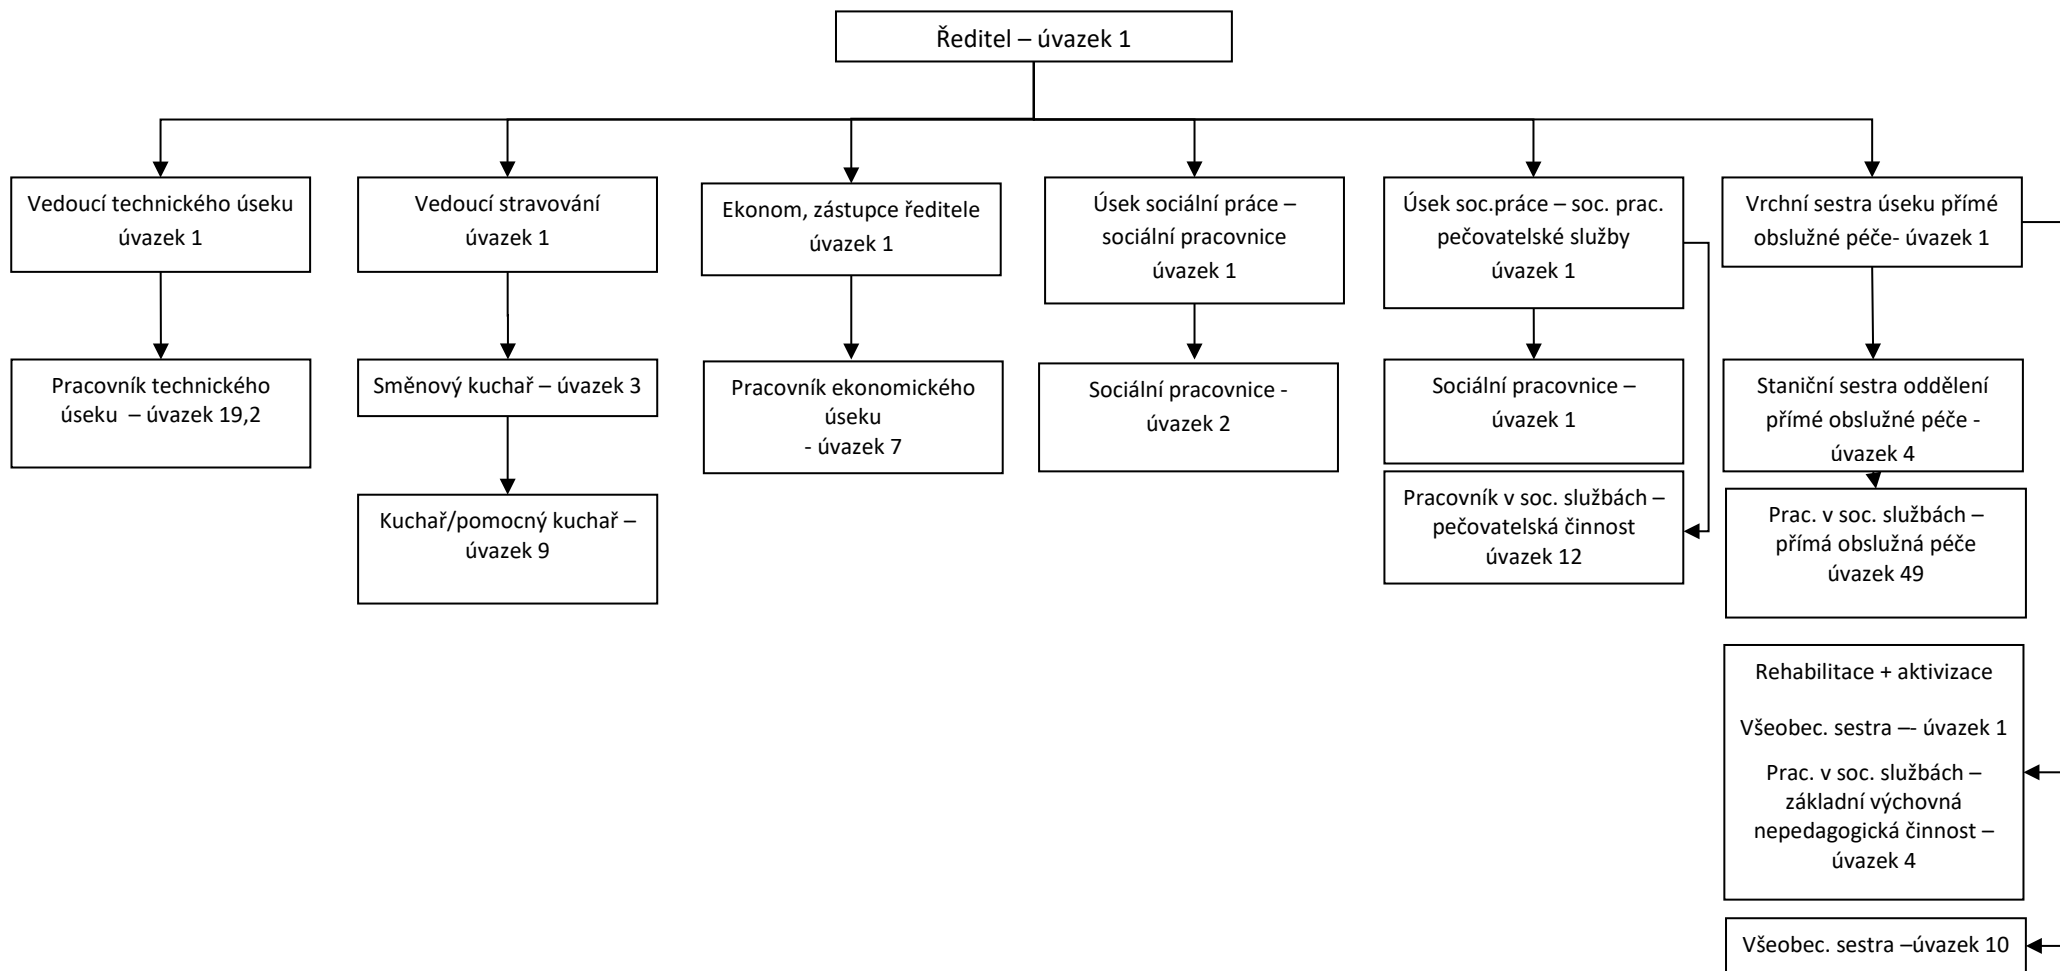 Ředitel – úvazek 1
Vedoucí technického úseku
úvazek 1
Vedoucí stravování
úvazek 1
Ekonom, zástupce ředitele
úvazek 1
Úsek sociální práce –
sociální pracovnice
úvazek 1
Úsek soc.práce – soc. prac.
pečovatelské služby
úvazek 1
Vrchní sestra úseku přímé
obslužné péče- úvazek 1
Pracovník technického
úseku – úvazek 19,2
Směnový kuchař – úvazek 3
Pracovník ekonomického
úseku
- úvazek 7
Sociální pracovnice -
úvazek 2
Sociální pracovnice –
úvazek 1
Staniční sestra oddělení
přímé obslužné péče -
úvazek 4
Kuchař/pomocný kuchař –
úvazek 9
Pracovník v soc. službách –
pečovatelská činnost
úvazek 12
Prac. v soc. službách –
přímá obslužná péče
úvazek 49
Rehabilitace + aktivizace
Všeobec. sestra –- úvazek 1
Prac. v soc. službách –
základní výchovná
nepedagogická činnost –
úvazek 4
Všeobec. sestra –úvazek 10